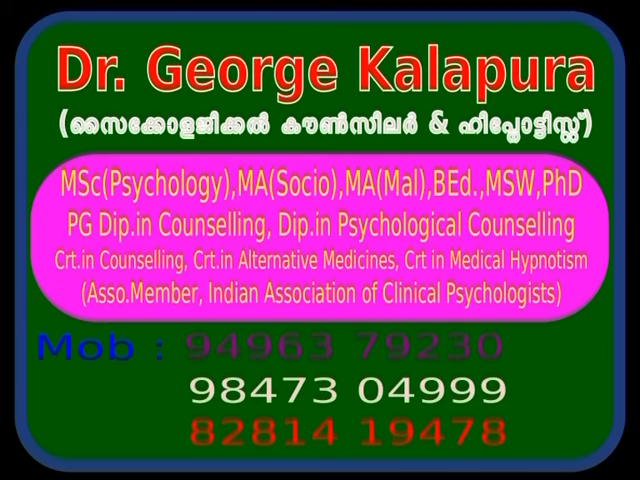 Dr. George Kalapura
(സൈക്കോളജിക്കൽ കൗൺസിലർ & ഹിപ്നോട്ടിസ്റ്റ്)
MSc(Psychology),MA(Socio),MA(Mal),BEd.,MSW,PhD
PG Dip.in Counselling, Dip.in Psychological Counselling
Crt.in Counselling, Crt.in Alternative Medicines, Crt in Medical Hypnotism
(Asso.Member, Indian Association of Clinical Psychologists)
Mob : 94963 79230
98473 04999
82814 19478